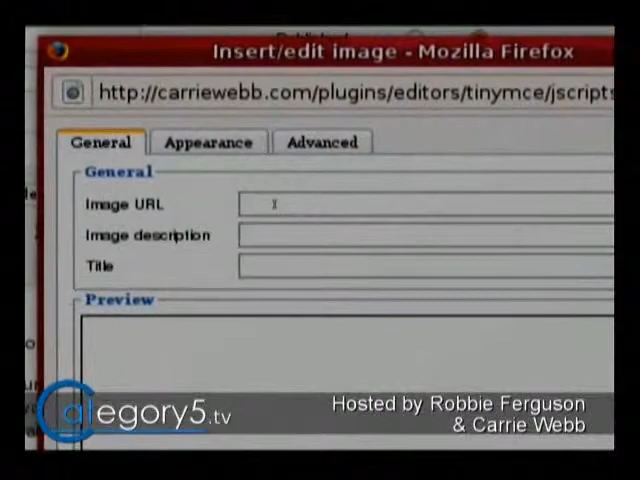 Insert/edit image - Mozilla Firefox
http://carriewebb.com/plugins/editors/tinymce/jscripts
General Appearance Advanced
General
Image URL
Image description
Title
Preview
Category5.tv
Hosted by Robbie Ferguson
& Carrie Webb